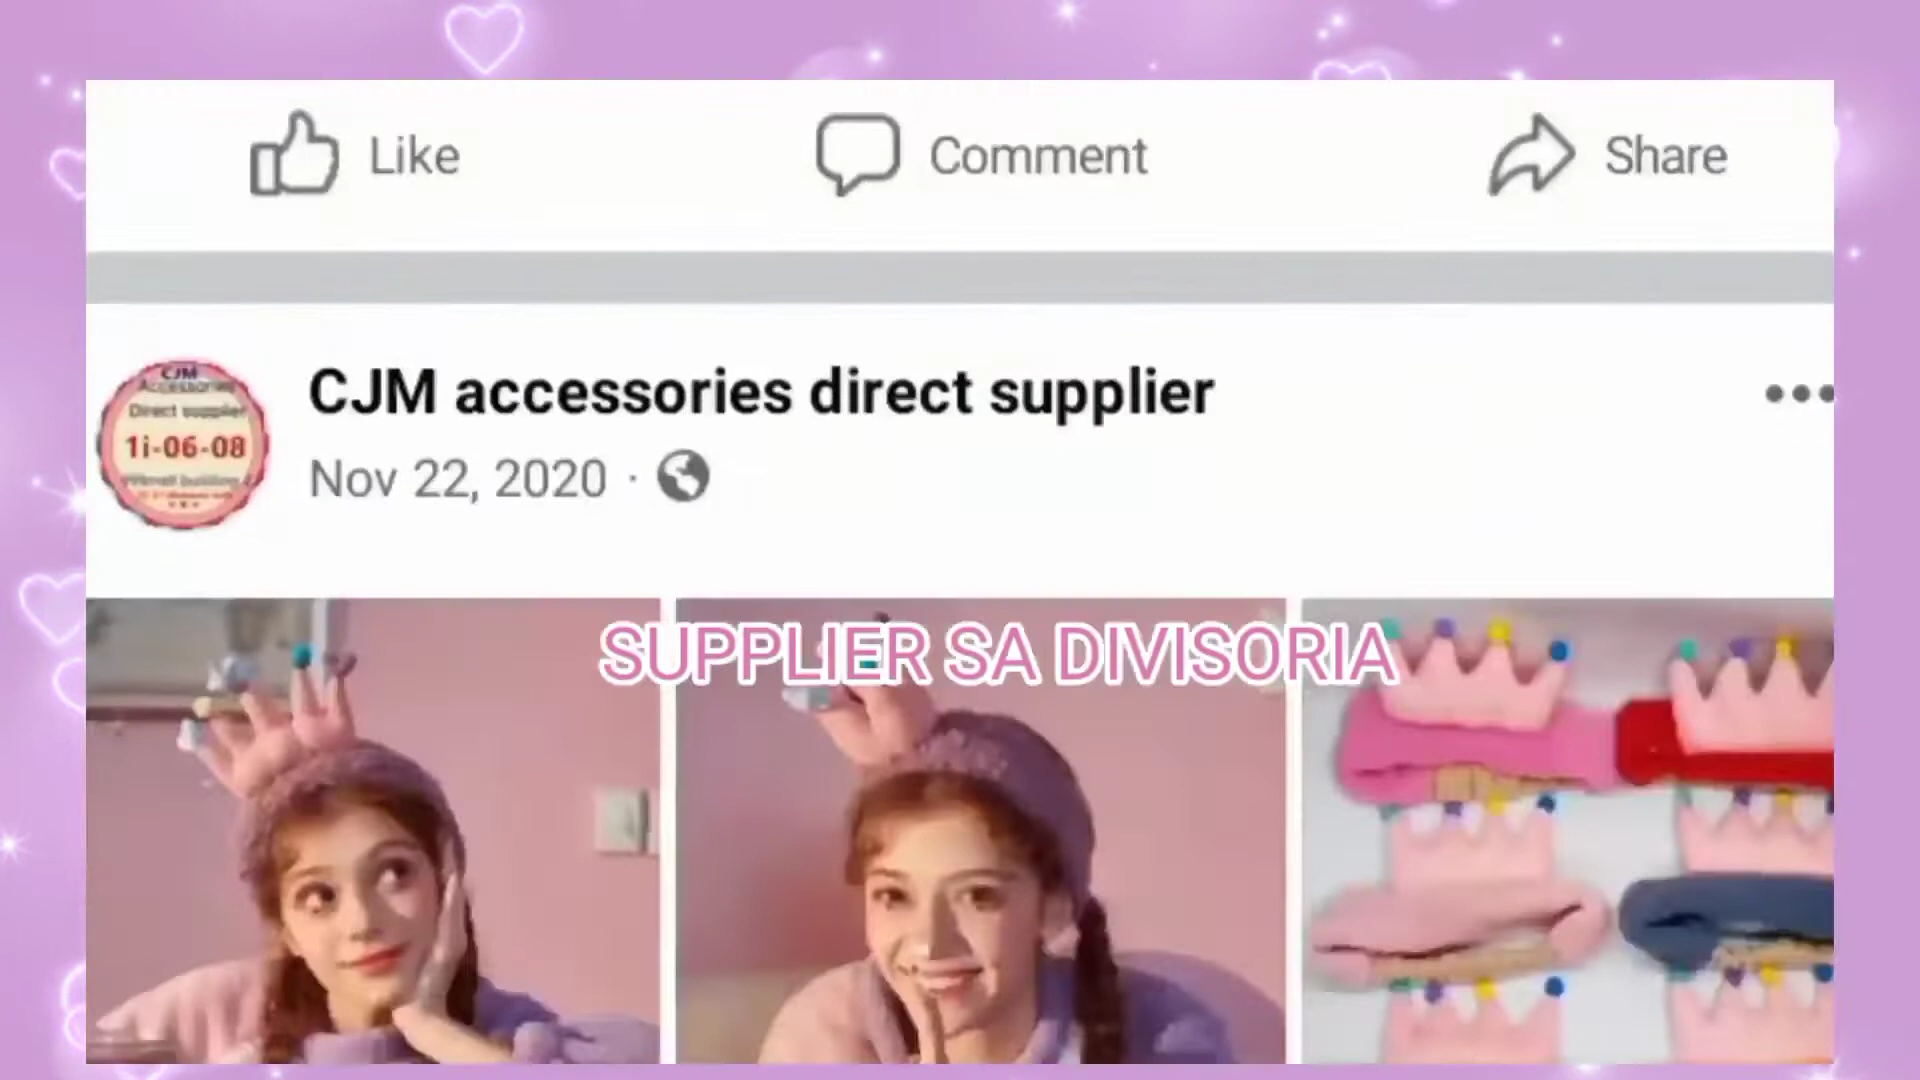 Like
Comment
Share
CJM accessories direct supplier
Nov 22, 2020 ·
CJM
Accessories
Direct supplier
1i-06-08
SUPPLIER SA DIVISORIA